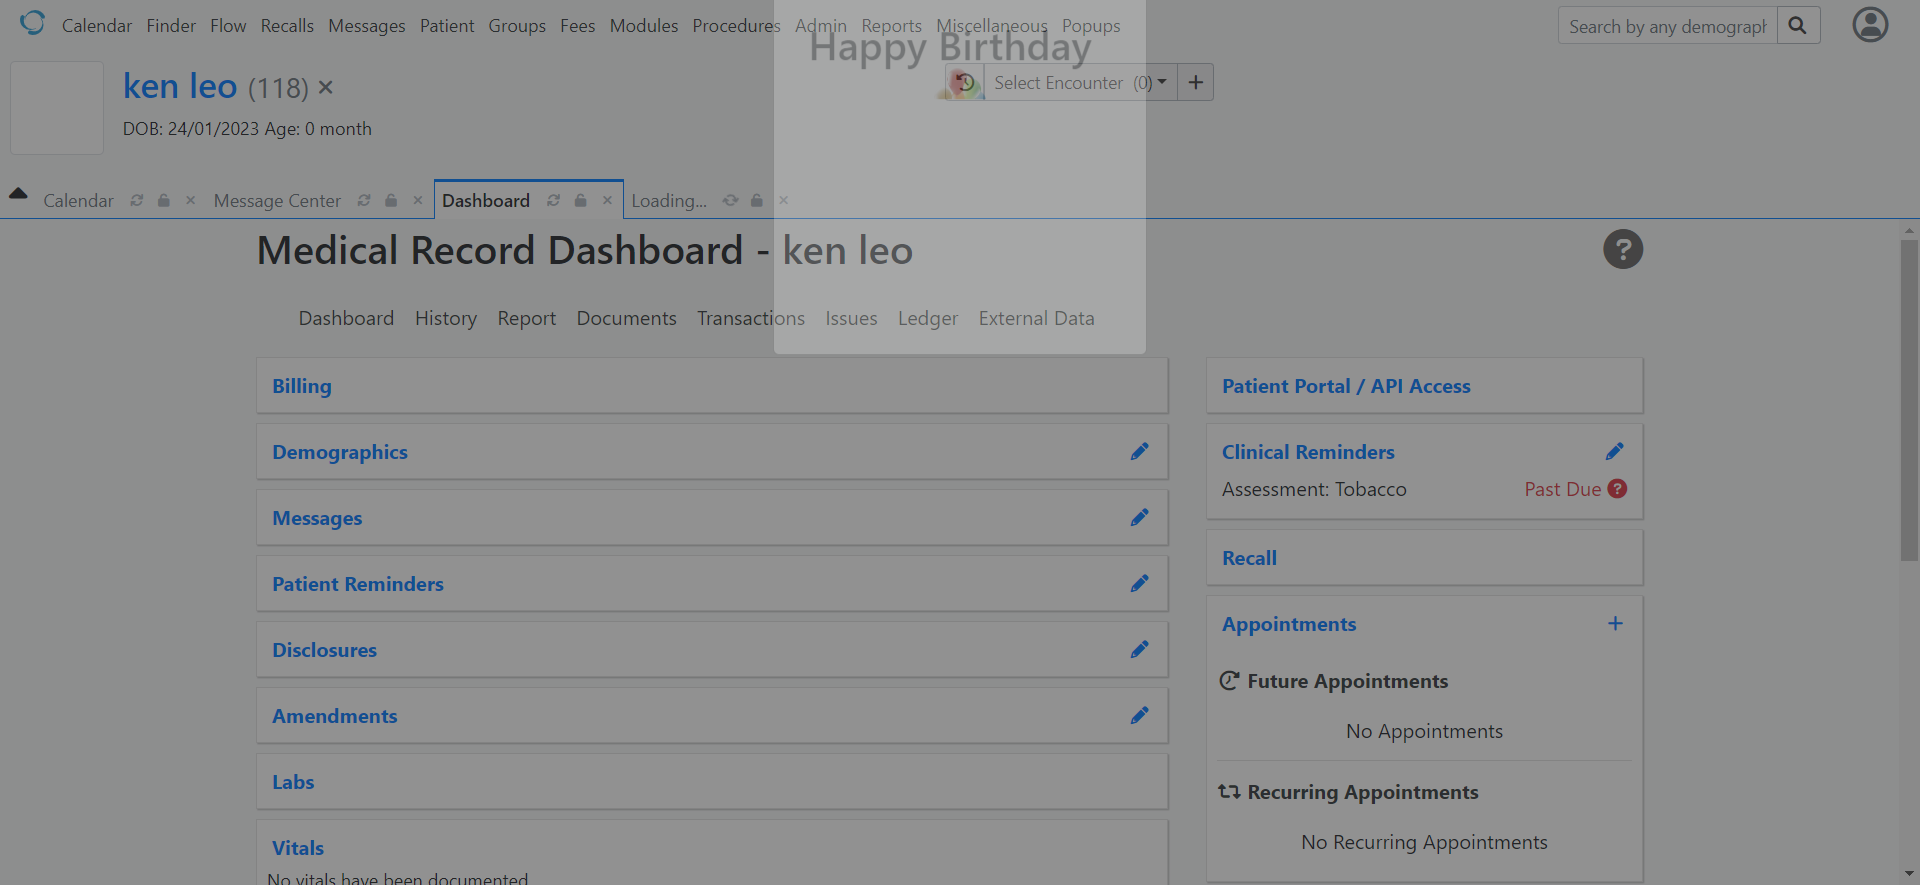 Calendar Finder Flow Recalls Messages Patient Groups Fees Modules Procedures Admin Reports Miscellaneous Popups
Search by any demograph
Happy Birthday
ken leo (118) ×
Select Encounter (0)
DOB: 24/01/2023 Age: 0 month
Calendar Message Center Dashboard Loading...
Medical Record Dashboard - ken leo
Dashboard History Report Documents Transactions Issues Ledger External Data
Billing
Demographics
Messages
Patient Reminders
Disclosures
Amendments
Labs
Vitals
No vitals have been documented
Patient Portal / API Access
Clinical Reminders
Assessment: Tobacco Past Due
Recall
Appointments
Future Appointments
No Appointments
Recurring Appointments
No Recurring Appointments